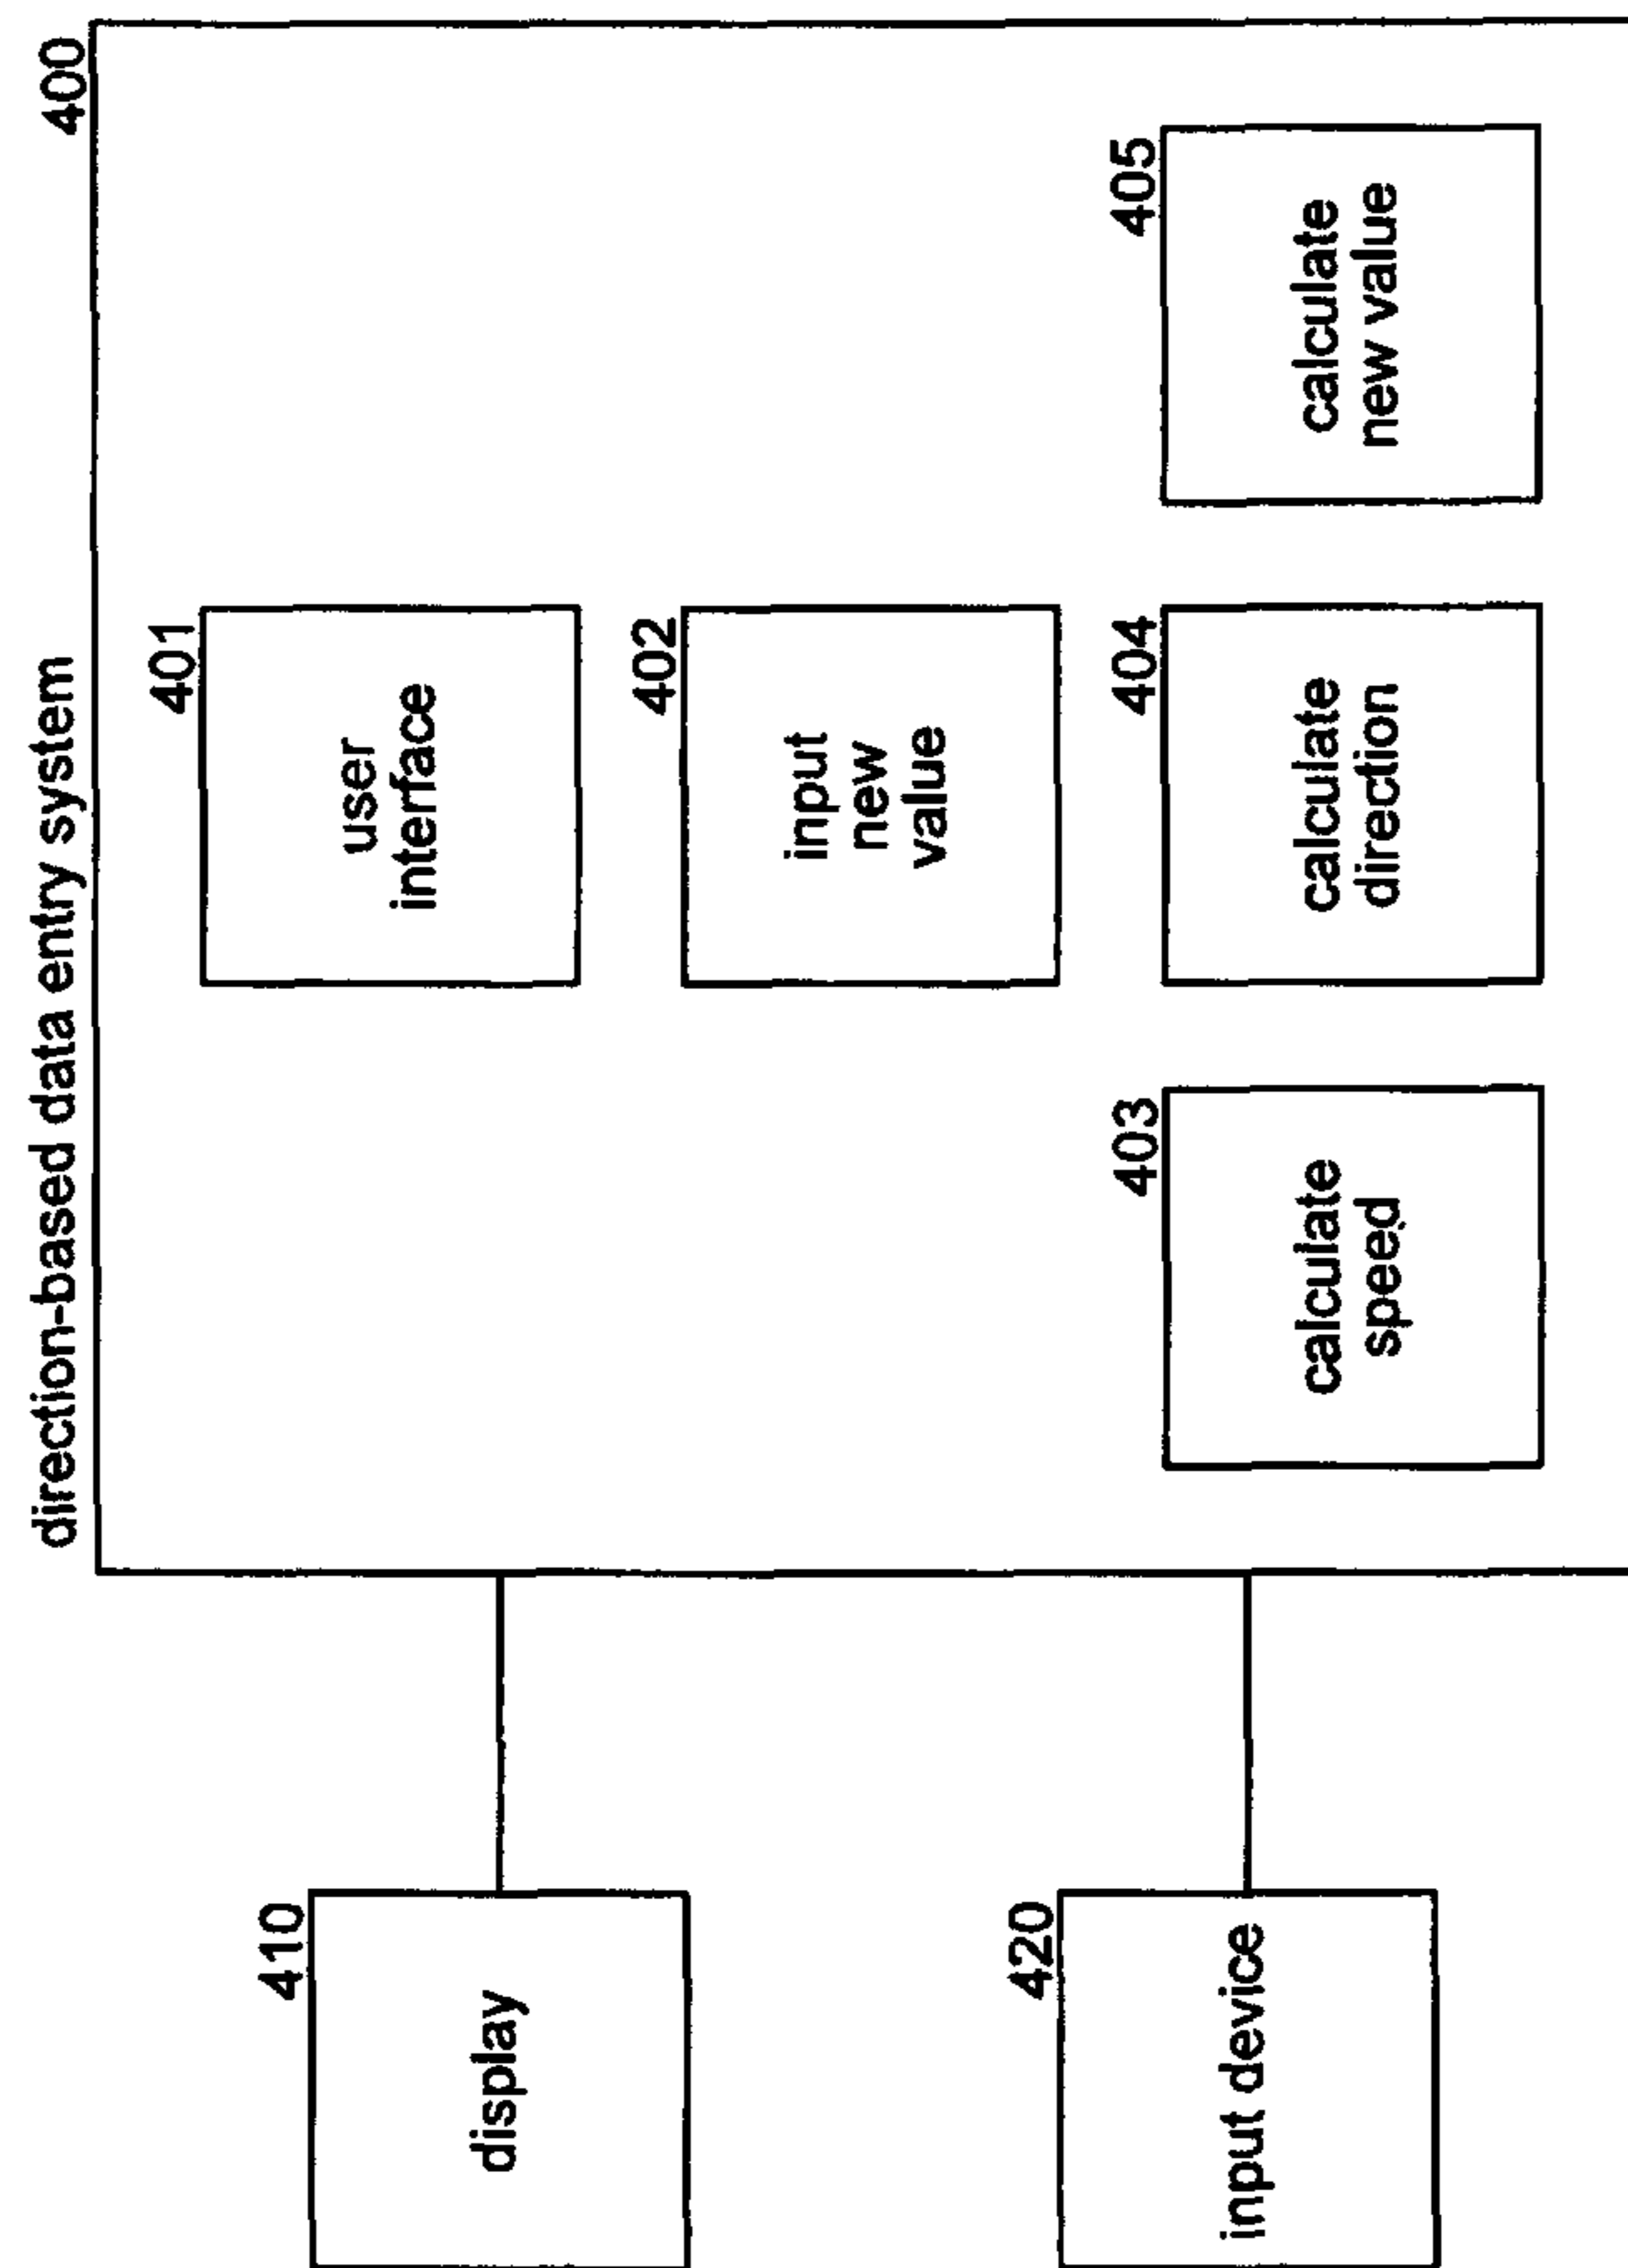 direction-based data entry system
400
410
display
420
input device
401
user
interface
402
input
new
value
403
calculate
speed
404
calculate
direction
405
calculate
new value